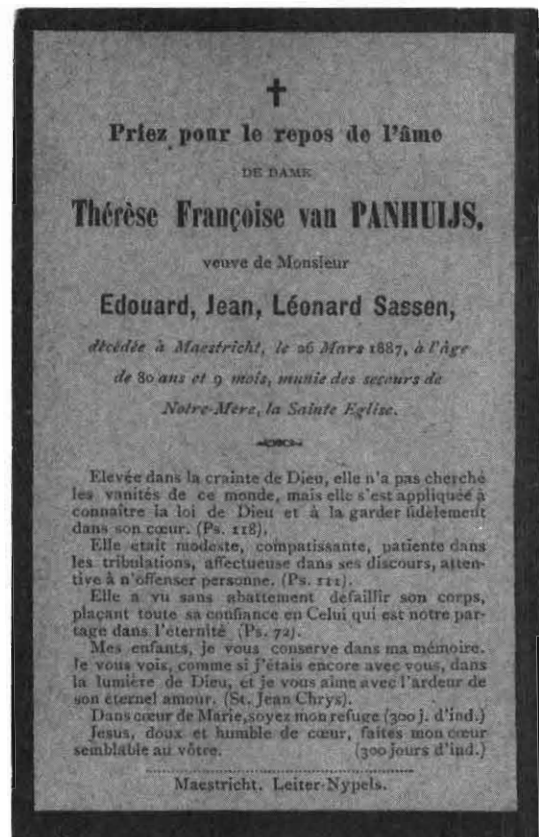 Priez pour le repos de l'âme
DE DAME
Thérèse Françoise van PANHUIJS,
veuve de Monsieur
Edouard, Jean, Léonard Sassen,
décédée à Maestricht, le 26 Mars 1887, à l'âge
de 80 ans et 9 mois, munie des secours de
Notre-Mère, la Sainte Eglise.
Elevée dans la crainte de Dieu, elle n'a pas cherché
les vanités de ce monde, mais elle s'est appliquée à
connaître la loi de Dieu et à la garder fidèlement
dans son cœur. (Ps. 118).
Elle était modeste, compatissante, patiente dans
les tribulations, affectueuse dans ses discours, atten-
tive à n'offenser personne. (Ps. 111).
Elle a vu sans abattement défaillir son corps,
plaçant toute sa confiance en Celui qui est notre par-
tage dans l'éternité (Ps. 72).
Mes enfants, je vous conserve dans ma mémoire.
Je vous vois, comme si j'étais encore avec vous, dans
la lumière de Dieu, et je vous aime avec l'ardeur de
son éternel amour. (St. Jean Chrys).
Dans cœur de Marie, soyez mon refuge (300 j. d'ind.)
Jésus, doux et humble de cœur, faites mon cœur
semblable au vôtre. (300 jours d'ind.)
Maestricht. Leiter-Nypels.